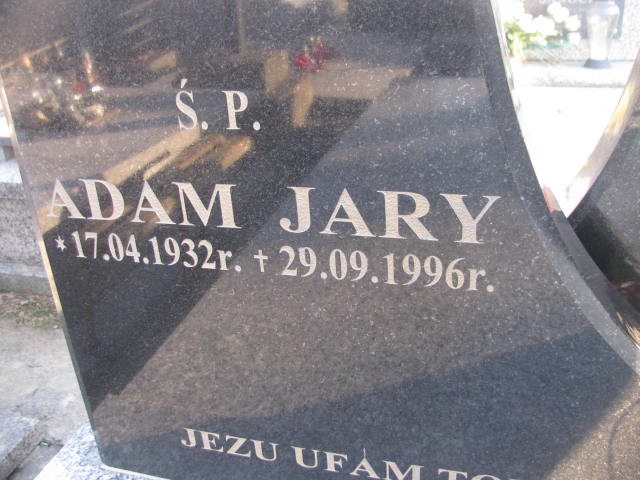 Ś. P.
ADAM JARY
* 17.04.1932r. + 29.09.1996r.
JEZU UFAM